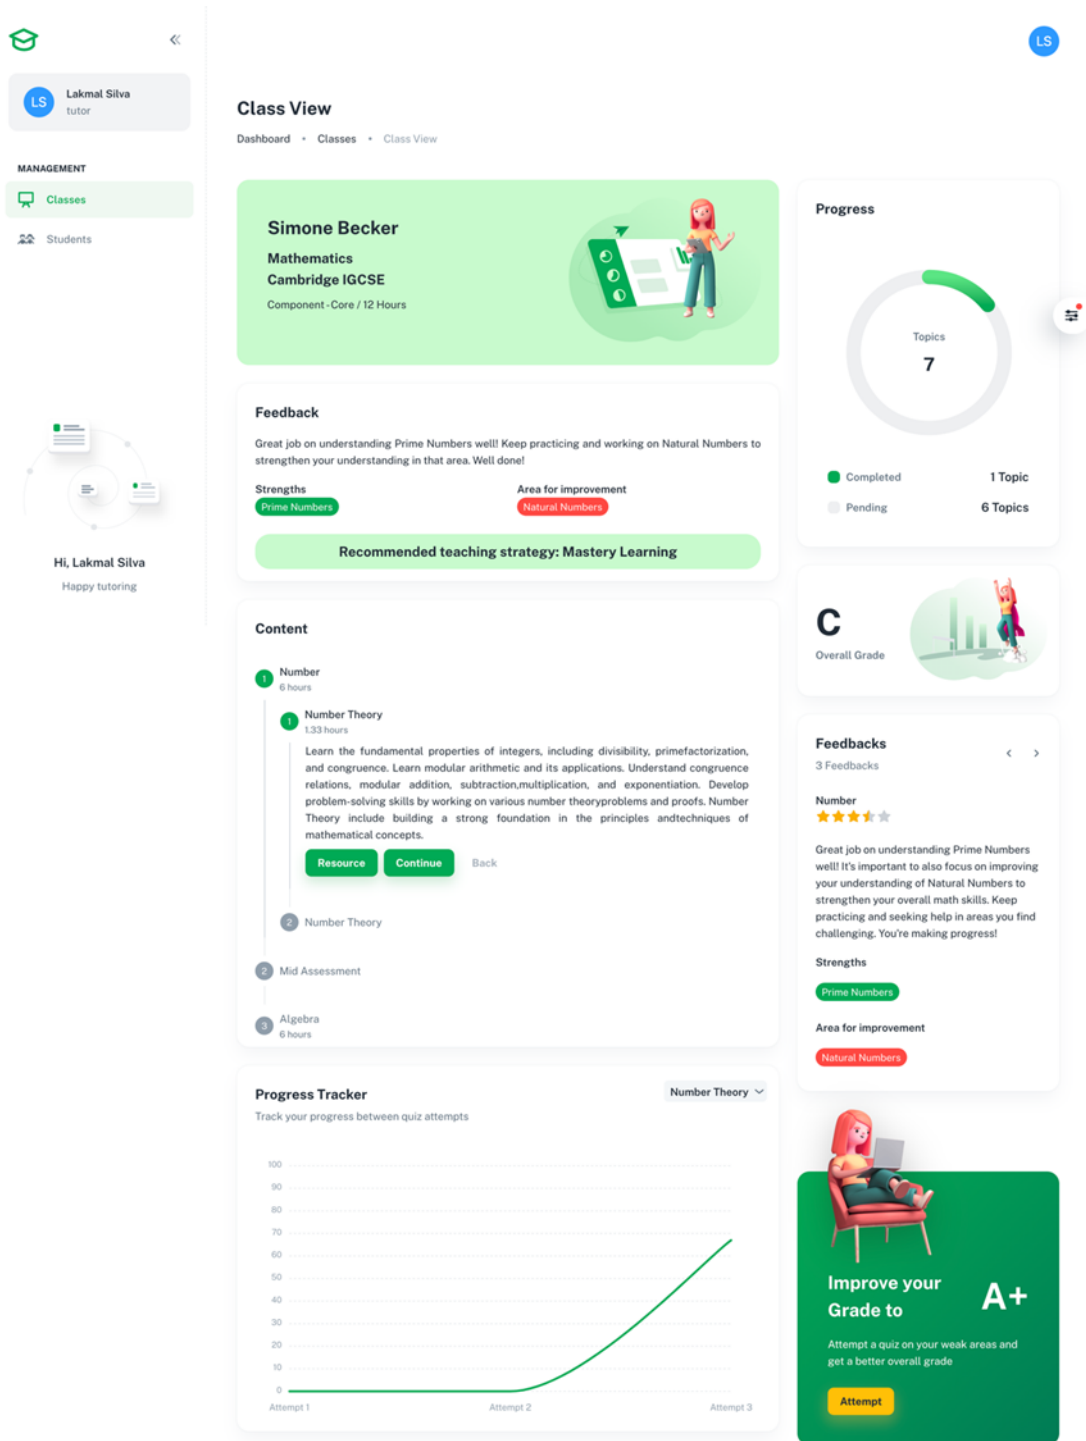 LS
LS
Lakmal Silva
tutor
MANAGEMENT
Classes
Students
Hi, Lakmal Silva
Happy tutoring
Class View
Dashboard • Classes • Class View
Simone Becker
Mathematics
Cambridge IGCSE
Component - Core / 12 Hours
Feedback
Great job on understanding Prime Numbers well! Keep practicing and working on Natural Numbers to
strengthen your understanding in that area. Well done!
Strengths
Prime Numbers
Area for improvement
Natural Numbers
Recommended teaching strategy: Mastery Learning
Content
1 Number
6 hours
1 Number Theory
1.33 hours
Learn the fundamental properties of integers, including divisibility, primefactorization,
and congruence. Learn modular arithmetic and its applications. Understand congruence
relations, modular addition, subtraction,multiplication, and exponentiation. Develop
problem-solving skills by working on various number theoryproblems and proofs. Number
Theory include building a strong foundation in the principles andtechniques of
mathematical concepts.
Resource Continue Back
2 Number Theory
2 Mid Assessment
3 Algebra
6 hours
Progress Tracker
Number Theory
Track your progress between quiz attempts
100
90
80
70
60
50
40
30
20
10
0
Attempt 1 Attempt 2 Attempt 3
Progress
Topics
7
Completed 1 Topic
Pending 6 Topics
C
Overall Grade
Feedbacks
3 Feedbacks
Number
Great job on understanding Prime Numbers
well! It's important to also focus on improving
your understanding of Natural Numbers to
strengthen your overall math skills. Keep
practicing and seeking help in areas you find
challenging. You're making progress!
Strengths
Prime Numbers
Area for improvement
Natural Numbers
Improve your
Grade to
A+
Attempt a quiz on your weak areas and
get a better overall grade
Attempt